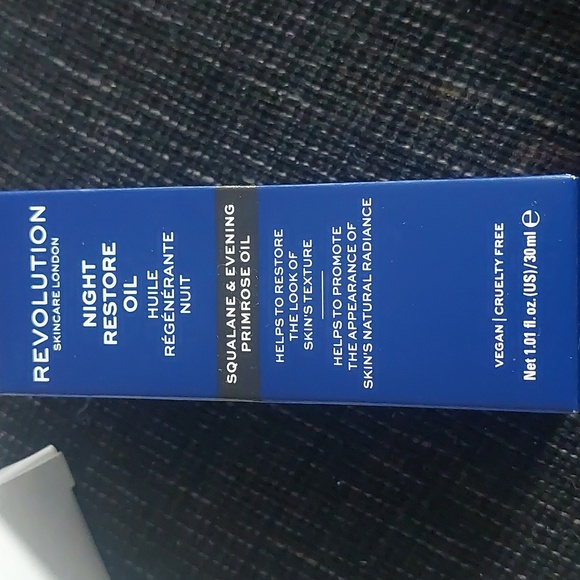 REVOLUTION
SKINCARE LONDON
NIGHT
RESTORE
OIL
HUILE
RÉGÉNÉRANTE
NUIT
SQUALANE & EVENING
PRIMROSE OIL
HELPS TO RESTORE
THE LOOK OF
SKIN'S TEXTURE
HELPS TO PROMOTE
THE APPEARANCE OF
SKIN'S NATURAL RADIANCE
VEGAN | CRUELTY FREE
Net 1.01 fl. oz. (US)/30ml ℮